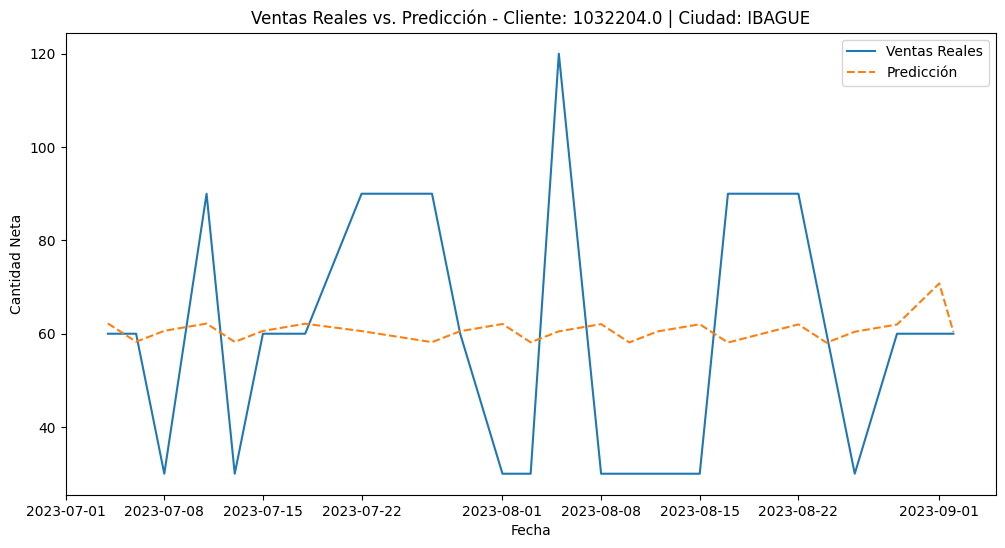 Ventas Reales vs. Predicción - Cliente: 1032204.0 | Ciudad: IBAGUE
Ventas Reales
Predicción
Cantidad Neta
120
100
80
60
40
2023-07-01 2023-07-08 2023-07-15 2023-07-22 2023-08-01 2023-08-08 2023-08-15 2023-08-22 2023-09-01
Fecha